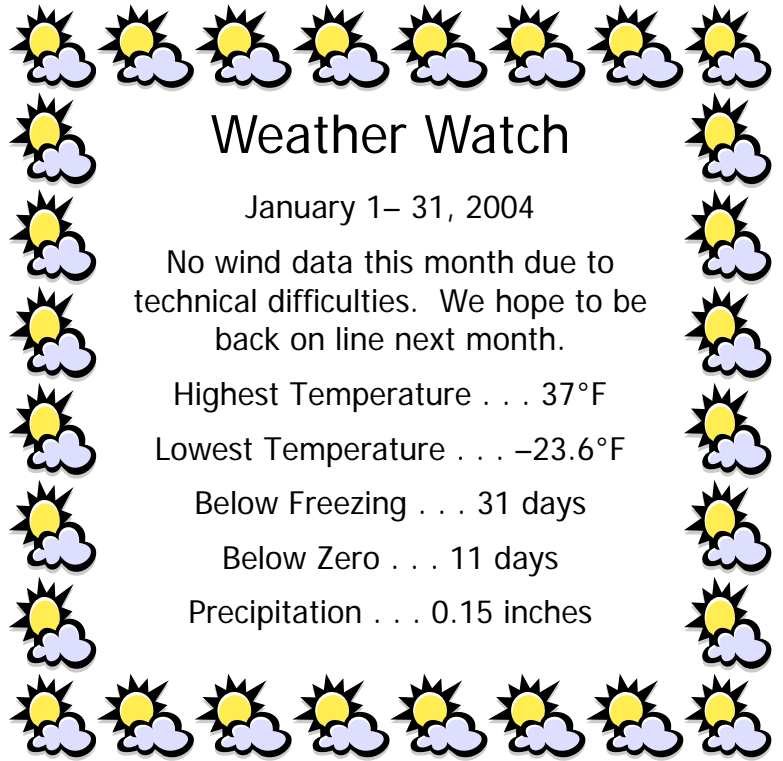 Weather Watch
January 1– 31, 2004
No wind data this month due to
technical difficulties.  We hope to be
back on line next month.
Highest Temperature . . . 37°F
Lowest Temperature . . . –23.6°F
Below Freezing . . . 31 days
Below Zero . . . 11 days
Precipitation . . . 0.15 inches